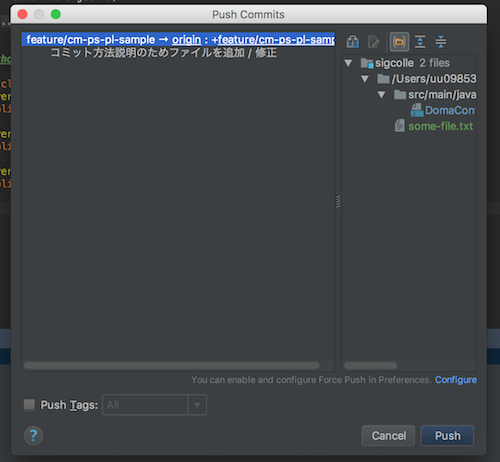 Push Commits
feature/cm-ps-pl-sample → origin : +feature/cm-ps-pl-sam
コミット方法説明のためファイルを追加 / 修正
sigcolle 2 files
/Users/uu09853
src/main/java
DomaCon
some-file.txt
You can enable and configure Force Push in Preferences. Configure
Push Tags: All
? Cancel Push